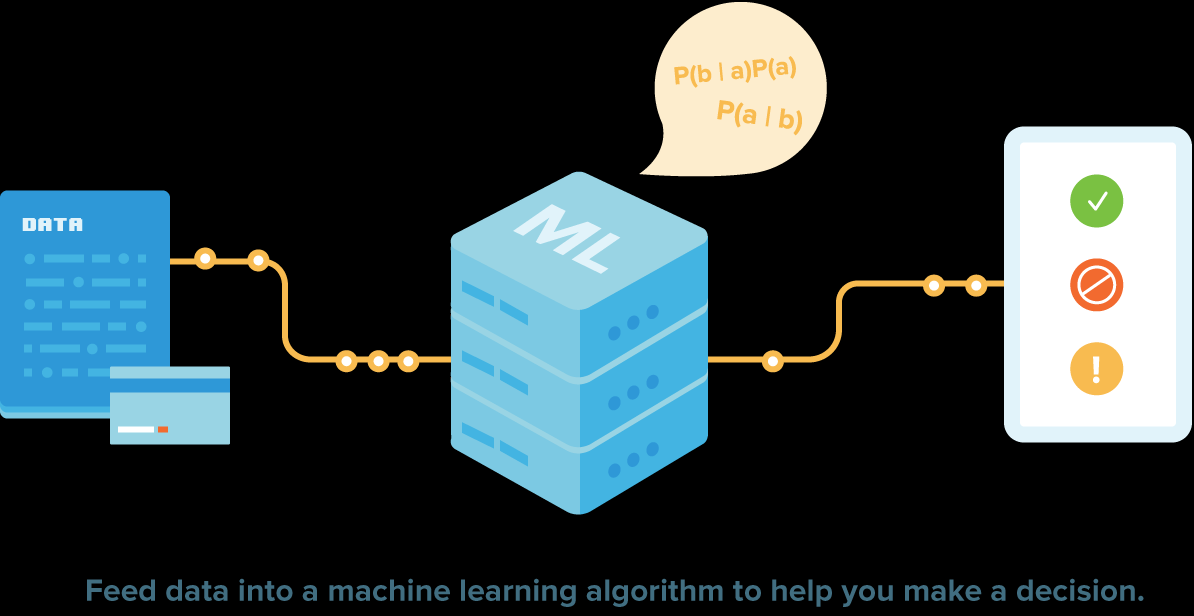 P(b | a)P(a)
P(a | b)
DATA
ML
Feed data into a machine learning algorithm to help you make a decision.